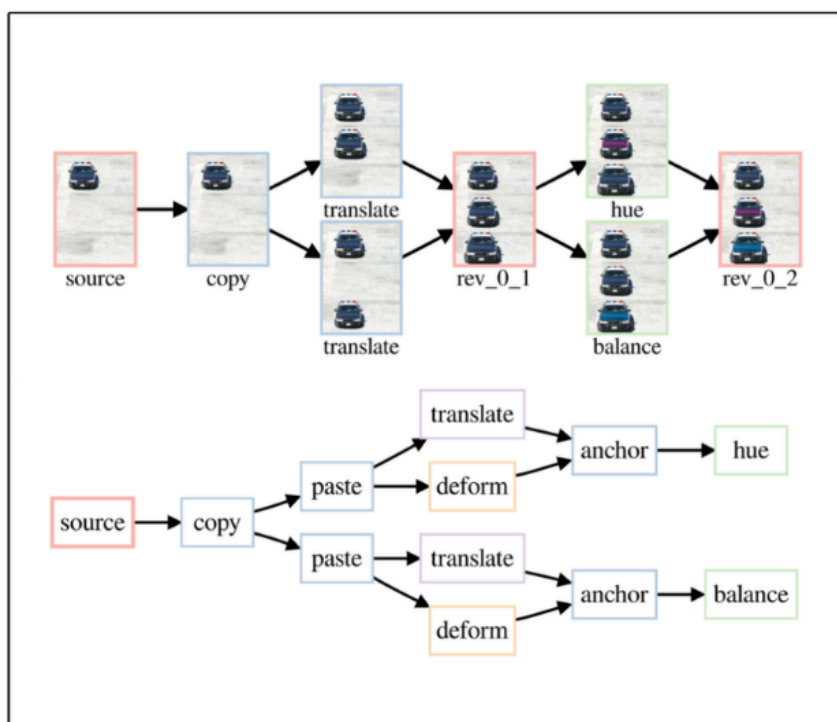 translate
hue
source
copy
rev_0_1
rev_0_2
translate
balance
translate
paste
deform
anchor
hue
source
copy
paste
translate
deform
anchor
balance